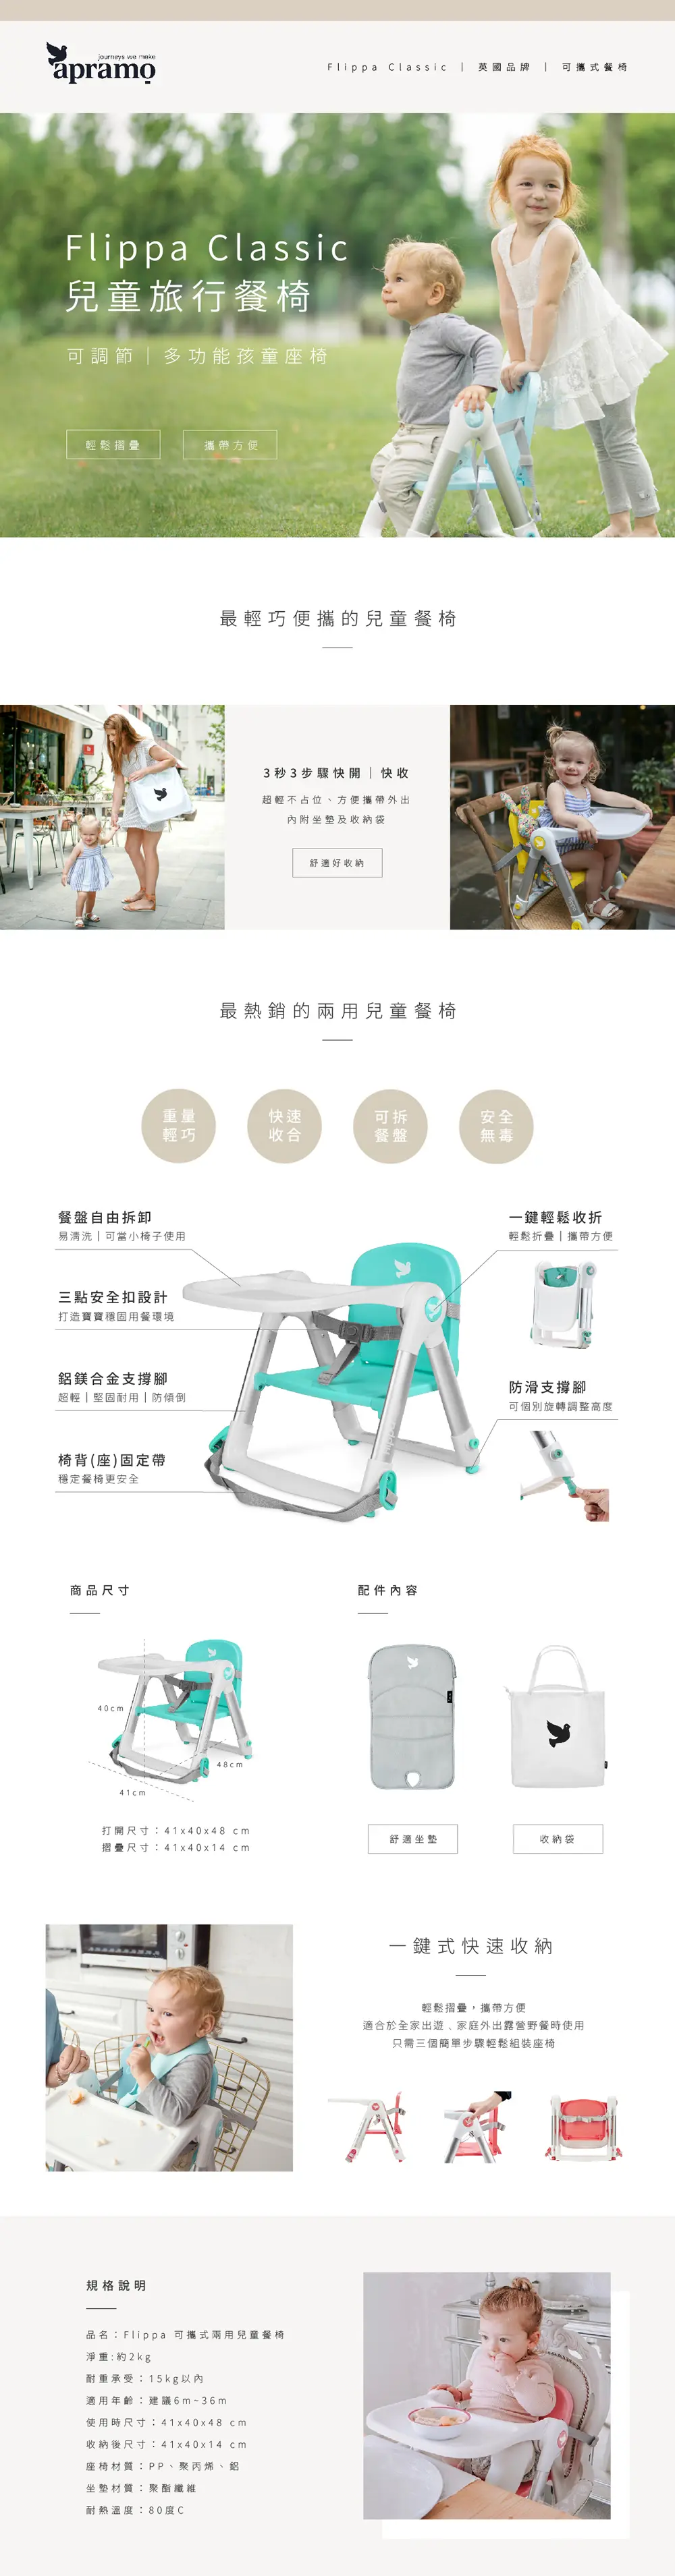 journeys we make
apramo
Flippa Classic | 英國品牌 | 可攜式餐椅
Flippa Classic
兒童旅行餐椅
可調節｜多功能孩童座椅
輕鬆摺疊
攜帶方便
最輕巧便攜的兒童餐椅
3秒3步驟快開｜快收
超輕不占位、方便攜帶外出
內附坐墊及收納袋
舒適好收納
最熱銷的兩用兒童餐椅
重量
輕巧
快速
收合
可拆
餐盤
安全
無毒
餐盤自由拆卸
易清洗｜可當小椅子使用
三點安全扣設計
打造寶寶穩固用餐環境
鋁鎂合金支撐腳
超輕｜堅固耐用｜防傾倒
椅背(座)固定帶
穩定餐椅更安全
一鍵輕鬆收折
輕鬆折疊｜攜帶方便
防滑支撐腳
可個別旋轉調整高度
商品尺寸
40cm
48cm
41cm
打開尺寸：41x40x48 cm
摺疊尺寸：41x40x14 cm
配件內容
舒適坐墊
收納袋
一鍵式快速收納
輕鬆摺疊，攜帶方便
適合於全家出遊、家庭外出露營野餐時使用
只需三個簡單步驟輕鬆組裝座椅
規格說明
品名：Flippa 可攜式兩用兒童餐椅
淨重:約2kg
耐重承受：15kg以內
適用年齡：建議6m~36m
使用時尺寸：41x40x48 cm
收納後尺寸：41x40x14 cm
座椅材質：PP、聚丙烯、鋁
坐墊材質：聚酯纖維
耐熱溫度：80度C